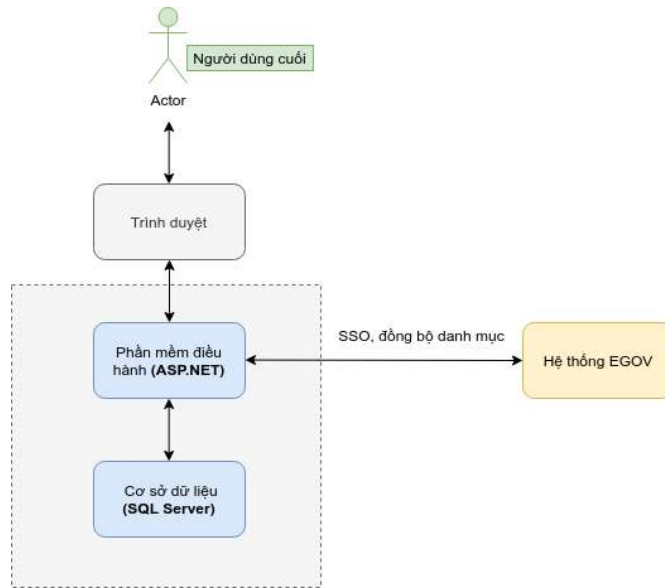 Người dùng cuối
Actor
Trình duyệt
Phần mềm điều
hành (ASP.NET)
SSO, đồng bộ danh mục
Hệ thống EGOV
Cơ sở dữ liệu
(SQL Server)